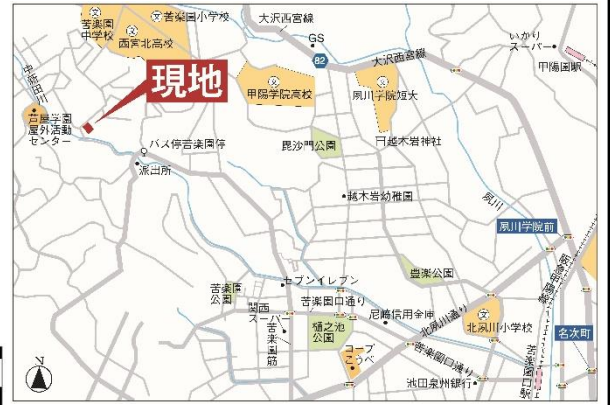 苦楽園
中学校
苦楽園小学校
西宮北高校
大沢西宮線
GS
82
大沢西宮線
いかり
スーパー
甲陽園駅
中新田川
現地
甲陽学院高校
夙川学院短大
芦屋学園
屋外活動
センター
バス停苦楽園停
派出所
毘沙門公園
越木岩神社
越木岩幼稚園
夙川
夙川学院前
阪急甲陽線
豊楽公園
セブンイレブン
苦楽園
公園
関西
スーパー
苦楽園口通り
苦楽園筋
樋之池
公園
尼崎信用金庫
北夙川通り
北夙川小学校
名次町
コープ
こうべ
苦楽園口通り
池田泉州銀行
苦楽園口駅
N